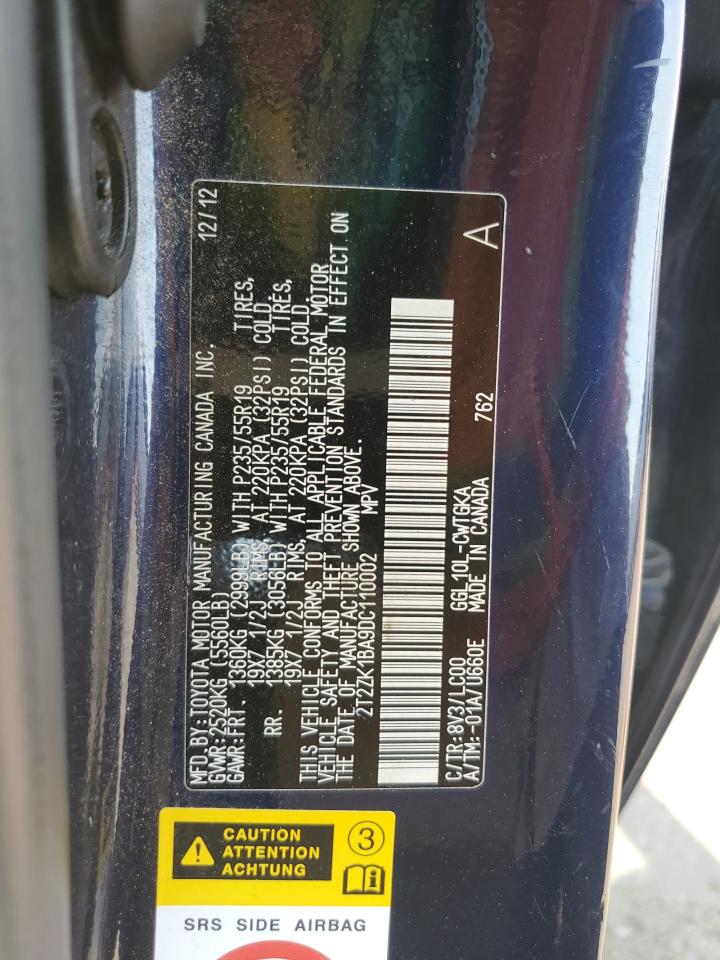 MFD.BY:TOYOTA MOTOR MANUFACTURING CANADA INC. 12/12
GVWR:2520KG (5560LB)
GAWR:FRT. 1360KG (2999LB) WITH P235/55R19 TIRES,
19X7 1/2J RIMS, AT 220KPA (32PSI) COLD.
RR. 1385KG (3056LB) WITH P235/55R19 TIRES,
19X7 1/2J RIMS, AT 220KPA (32PSI) COLD.
THIS VEHICLE CONFORMS TO ALL APPLICABLE FEDERAL MOTOR
VEHICLE SAFETY AND THEFT PREVENTION STANDARDS IN EFFECT ON
THE DATE OF MANUFACTURE SHOWN ABOVE.
2T2ZK1BA9DC110002 MPV
C/TR:8V3/LC00 GGL10L-CWTGKA A
A/TM:-01A/U660E MADE IN CANADA 762
CAUTION
ATTENTION
ACHTUNG
3
SRS SIDE AIRBAG